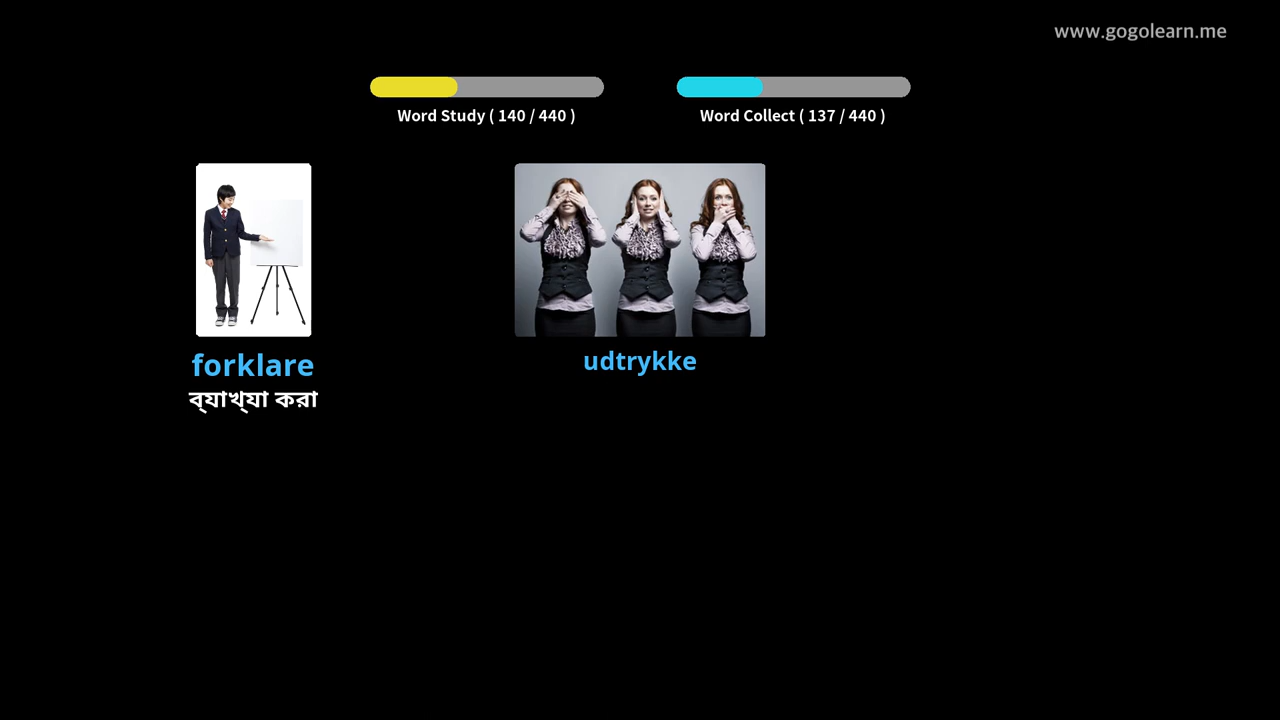 www.gogolearn.me
Word Study ( 140 / 440 )
Word Collect ( 137 / 440 )
forklare
ব্যাখ্যা করা
udtrykke